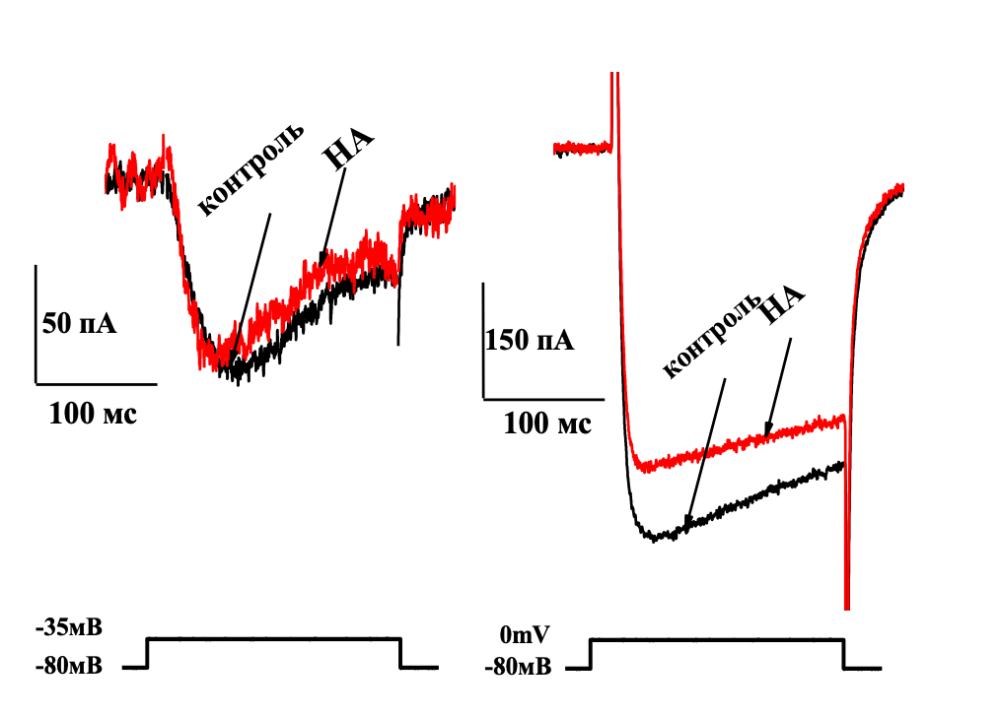 контроль
НА
50 пА
100 мс
-35мВ
-80мВ
контроль
НА
150 пА
100 мс
0mV
-80мВ